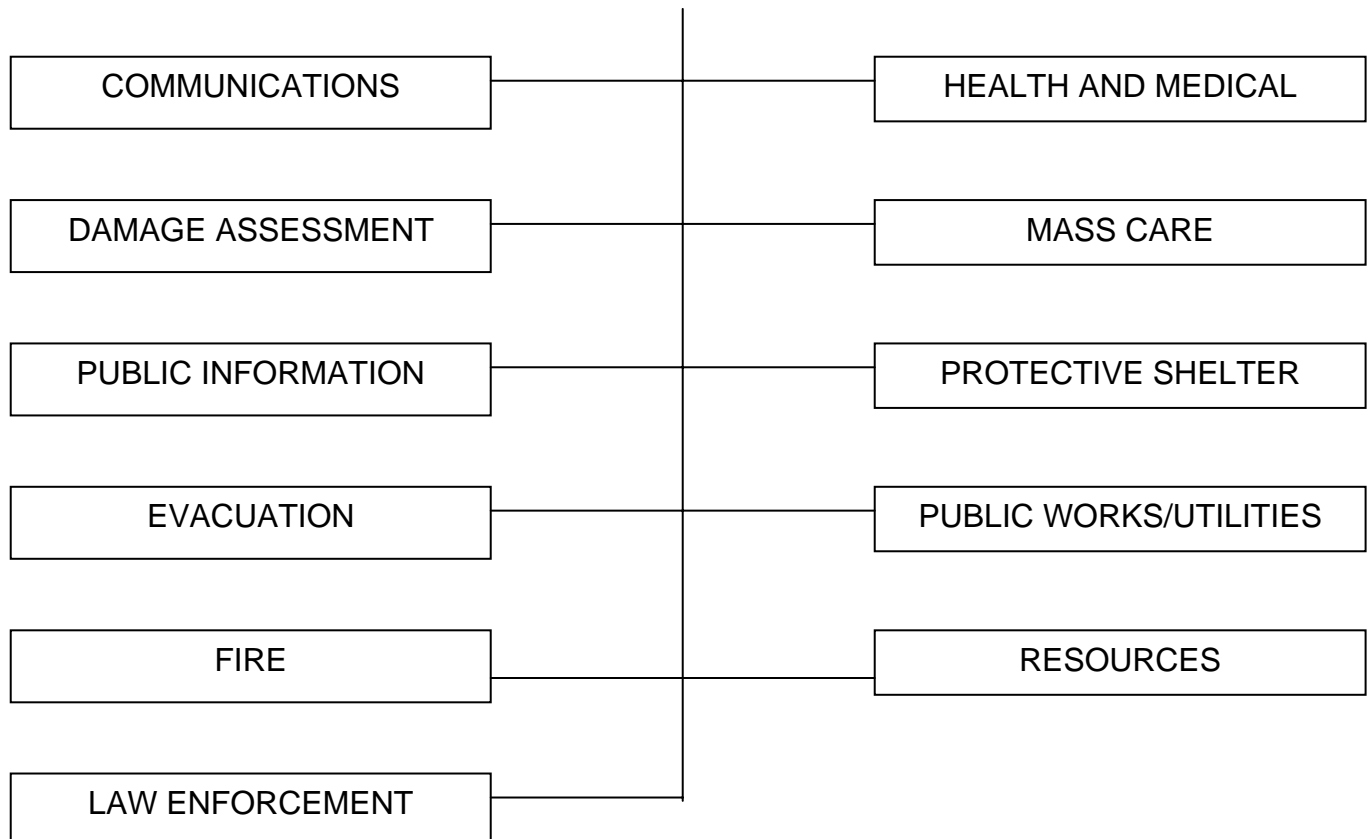 COMMUNICATIONS
HEALTH AND MEDICAL
DAMAGE ASSESSMENT
MASS CARE
PUBLIC INFORMATION
PROTECTIVE SHELTER
EVACUATION
PUBLIC WORKS/UTILITIES
FIRE
RESOURCES
LAW ENFORCEMENT